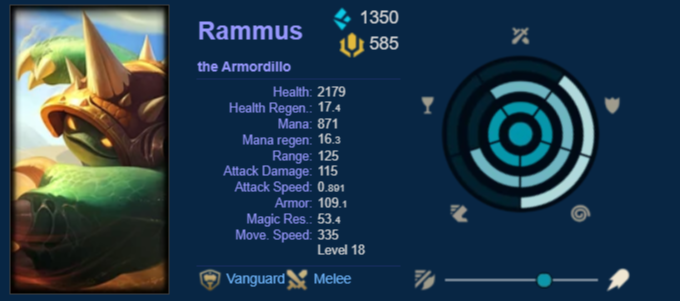 Rammus
1350
585
the Armordillo
Health: 2179
Health Regen.: 17.4
Mana: 871
Mana regen: 16.3
Range: 125
Attack Damage: 115
Attack Speed: 0.891
Armor: 109.1
Magic Res.: 53.4
Move. Speed: 335
Level 18
Vanguard Melee